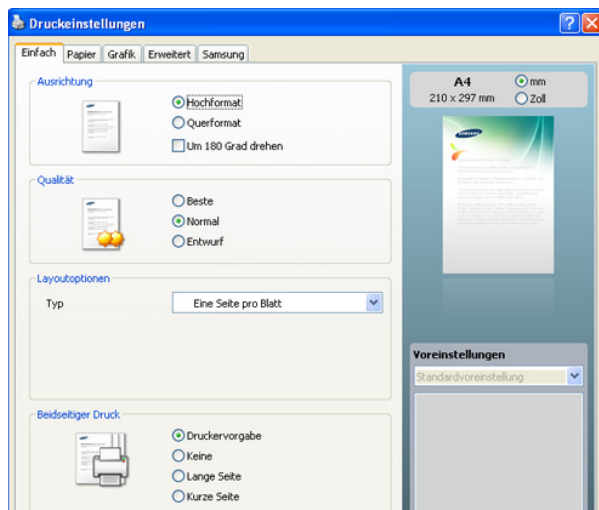 Druckeinstellungen
Einfach Papier Grafik Erweitert Samsung
Ausrichtung
Hochformat
Querformat
Um 180 Grad drehen
Qualität
Beste
Normal
Entwurf
Layoutoptionen
Typ Eine Seite pro Blatt
Beidseitiger Druck
Druckervorgabe
Keine
Lange Seite
Kurze Seite
A4 mm
210 x 297 mm Zoll
SAMSUNG
Voreinstellungen
Standardvoreinstellung